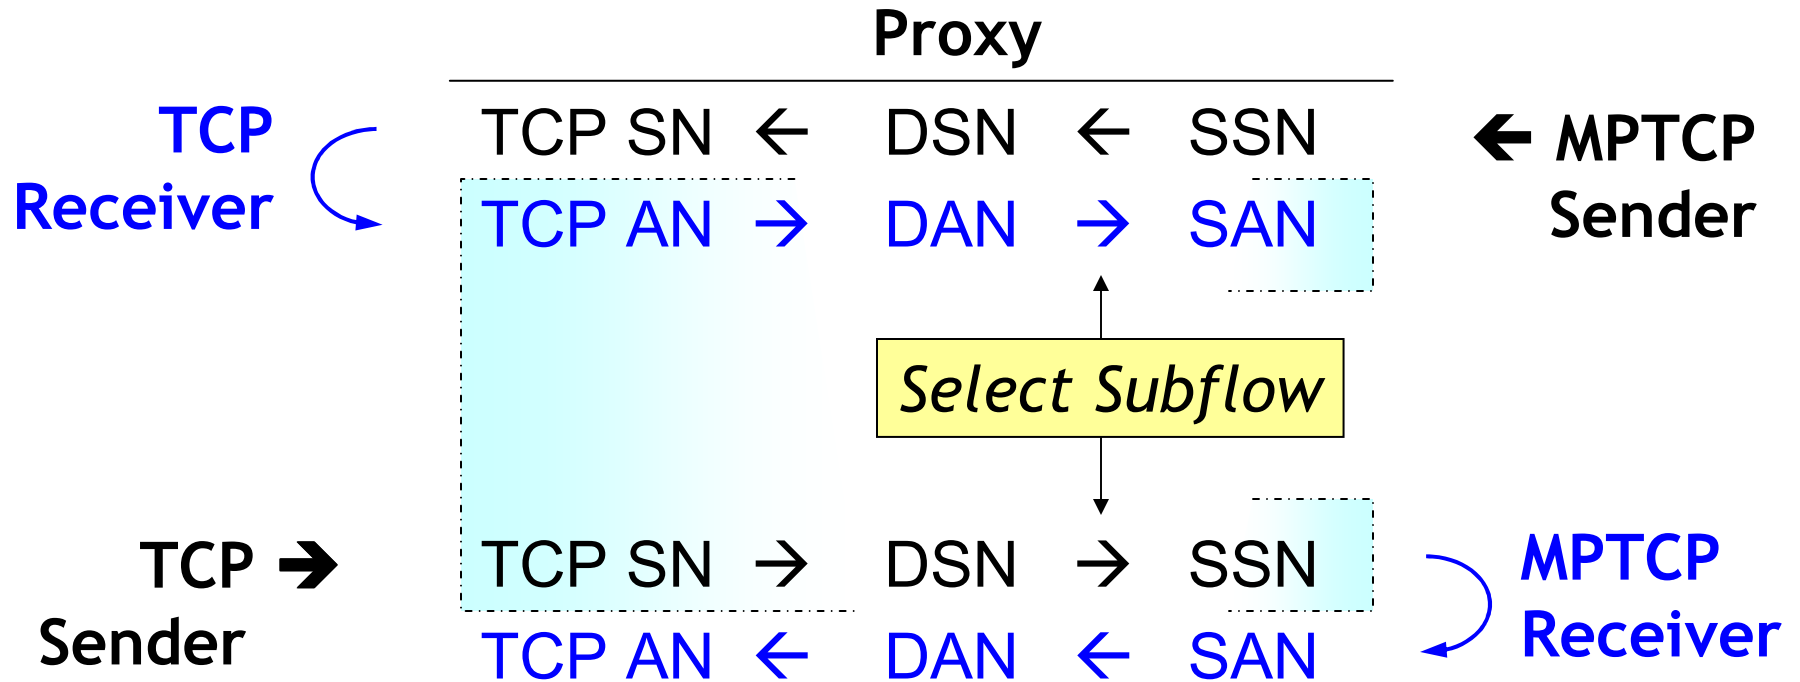 Proxy
TCP Receiver
TCP SN ← DSN ← SSN
TCP AN → DAN → SAN
← MPTCP Sender
Select Subflow
TCP → Sender
TCP SN → DSN → SSN
TCP AN ← DAN ← SAN
MPTCP Receiver